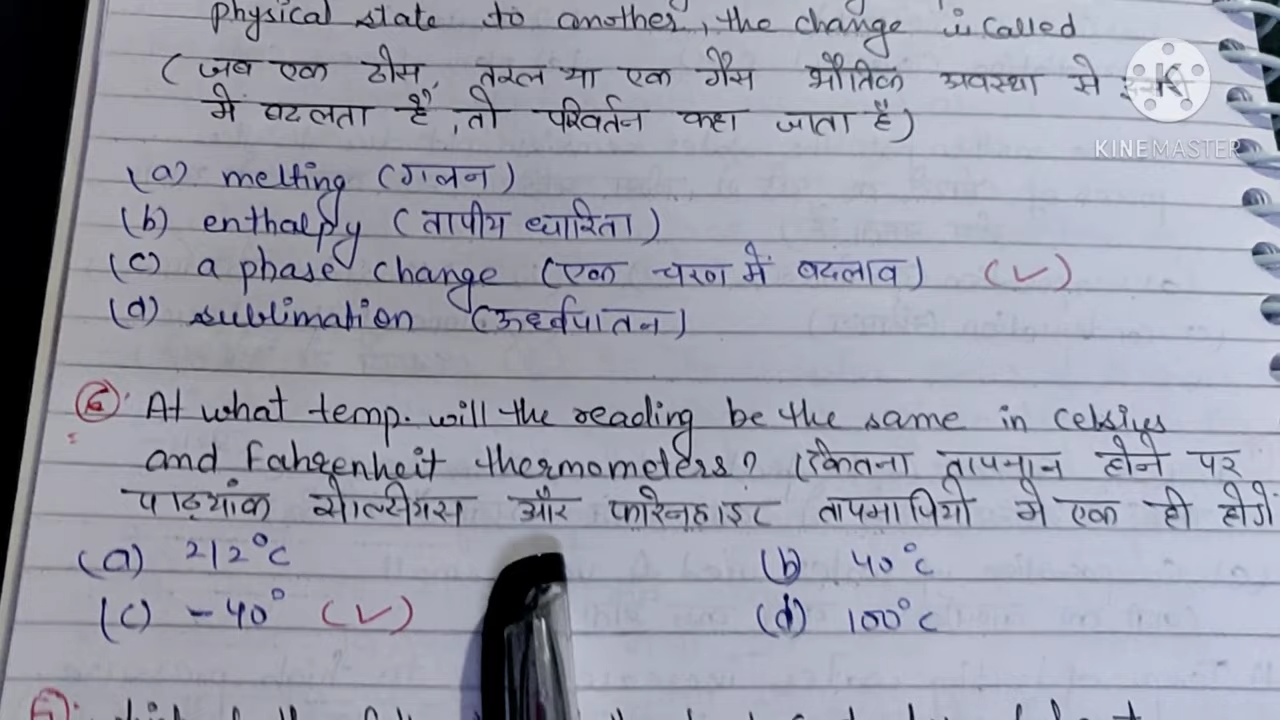 physical state to another, the change is called
(जब एक ठोस, तरल या एक गैस भौतिक अवस्था से
में बदलता है, तो परिवर्तन कहा जाता है)
(a) melting (गलन)
(b) enthalpy (तापीय ध्यारिता)
(c) a phase change (एक चरण में बदलाव) (✓)
(d) sublimation (ऊर्ध्वपातन)
(6) At what temp. will the reading be the same in celsius
and Fahrenheit thermometers? (कितना तापमान होने पर
पाठ्यांक सेल्सीयस और फारेनहाइट तापमापियों में एक ही होगें
(a) 212°C (b) 40°C
(c) -40° (✓) (d) 100°C
K
KINEMASTER